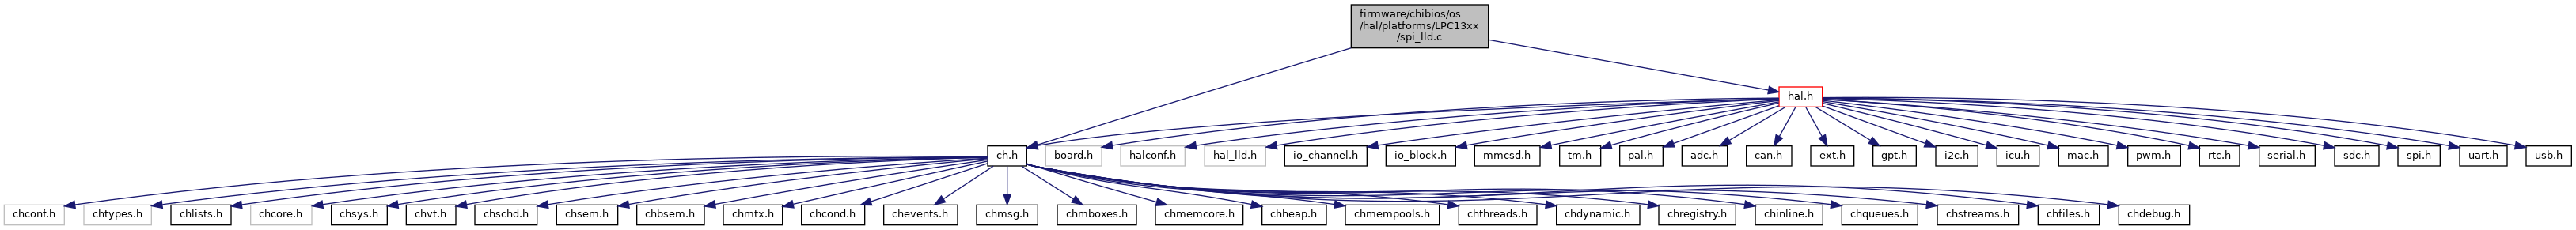 firmware/chibios/os
/hal/platforms/LPC13xx
/spi_lld.c
hal.h
ch.h
board.h
halconf.h
hal_lld.h
io_channel.h
io_block.h
mmcsd.h
tm.h
pal.h
adc.h
can.h
ext.h
gpt.h
i2c.h
icu.h
mac.h
pwm.h
rtc.h
serial.h
sdc.h
spi.h
uart.h
usb.h
chconf.h
chtypes.h
chlists.h
chcore.h
chsys.h
chvt.h
chschd.h
chsem.h
chbsem.h
chmtx.h
chcond.h
chevents.h
chmsg.h
chmboxes.h
chmemcore.h
chheap.h
chmempools.h
chthreads.h
chdynamic.h
chregistry.h
chinline.h
chqueues.h
chstreams.h
chfiles.h
chdebug.h